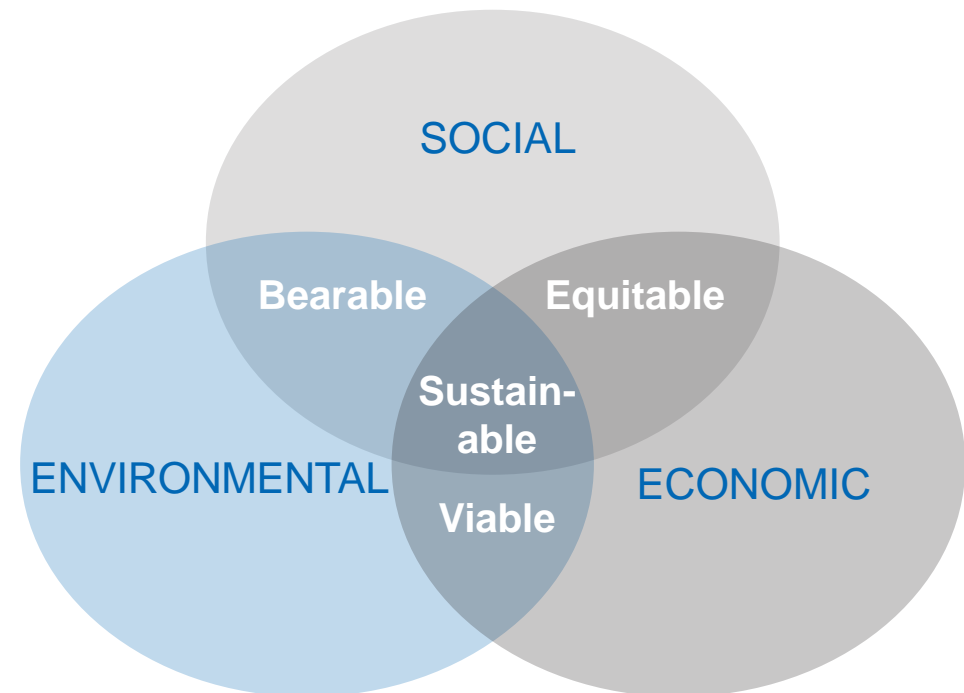 SOCIAL
Bearable
Equitable
Sustain-
able
ENVIRONMENTAL
ECONOMIC
Viable